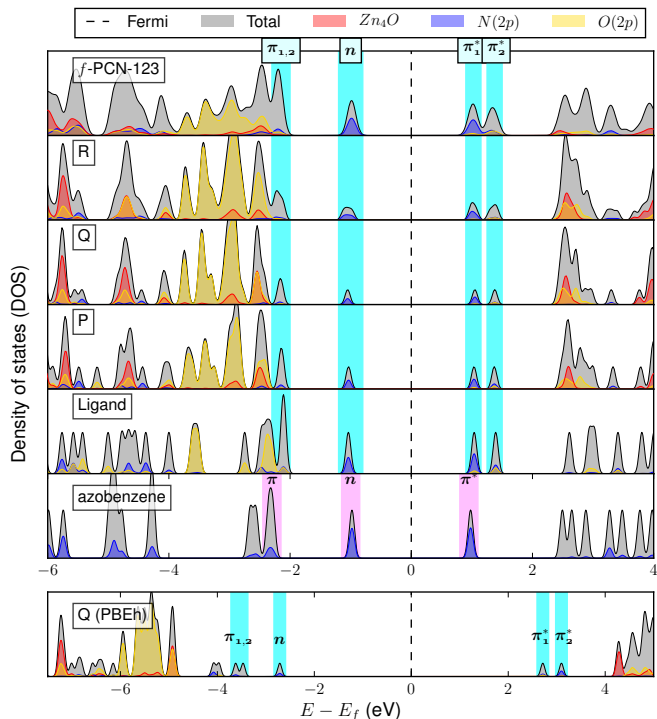 Fermi Total Zn₄O N(2p) O(2p)
π₁,₂ n π₁* π₂*
f-PCN-123
R
Q
P
Ligand
π n π*
azobenzene
−6 −4 −2 0 2 4
Density of states (DOS)
Q (PBEh)
π₁,₂ n π₁* π₂*
−6 −4 −2 0 2 4
E − E_f (eV)